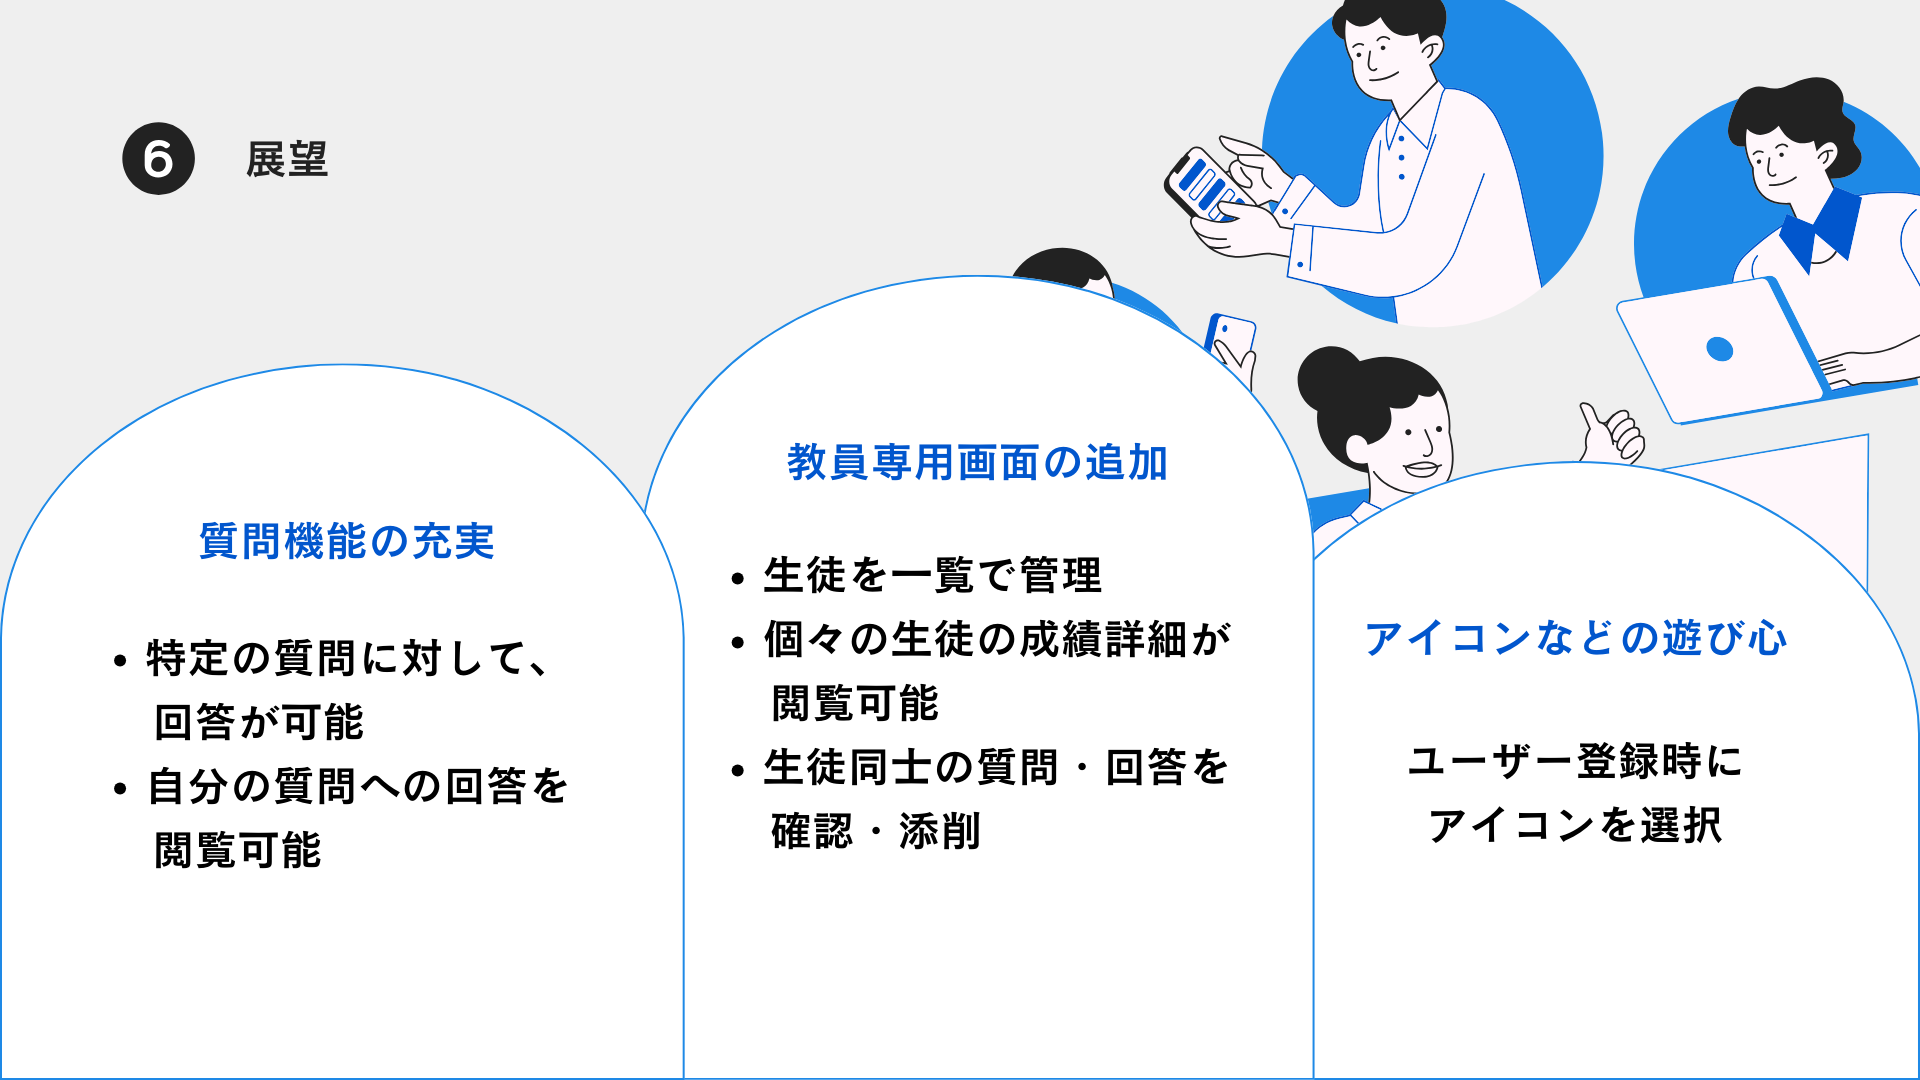 6 展望
質問機能の充実
• 特定の質問に対して、
回答が可能
• 自分の質問への回答を
閲覧可能
教員専用画面の追加
• 生徒を一覧で管理
• 個々の生徒の成績詳細が
閲覧可能
• 生徒同士の質問・回答を
確認・添削
アイコンなどの遊び心
ユーザー登録時に
アイコンを選択